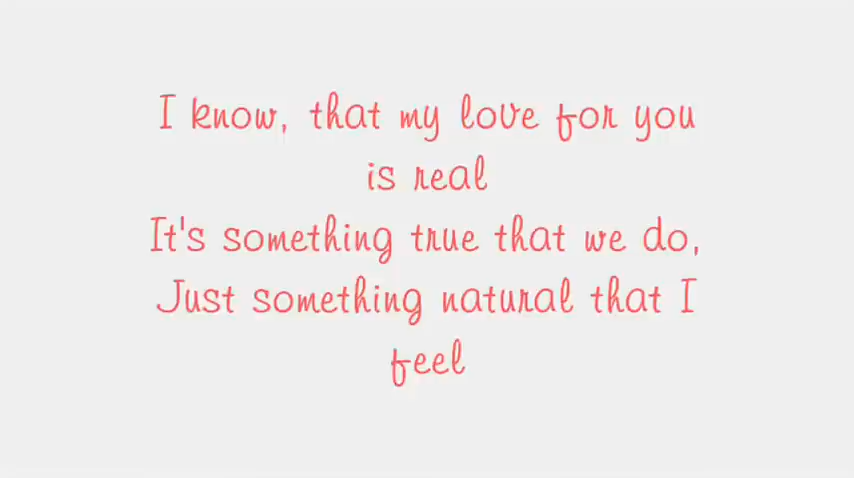 I know, that my love for you
is real
It's something true that we do,
Just something natural that I
feel